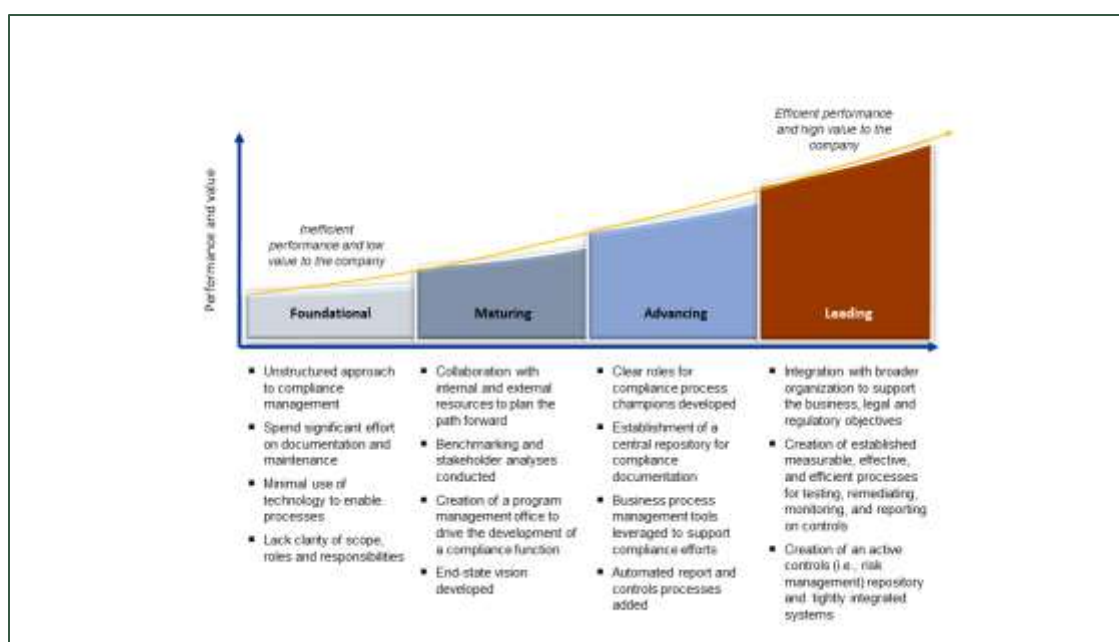 Efficient performance
and high value to the
company
Performance and value
Inefficient
performance and low
value to the company
Foundational
Maturing
Advancing
Leading
▪ Unstructured approach
to compliance
management
▪ Spend significant effort
on documentation and
maintenance
▪ Minimal use of
technology to enable
processes
▪ Lack clarity of scope,
roles and responsibilities
▪ Collaboration with
internal and external
resources to plan the
path forward
▪ Benchmarking and
stakeholder analyses
conducted
▪ Creation of a program
management office to
drive the development of
a compliance function
▪ End-state vision
developed
▪ Clear roles for
compliance process
champions developed
▪ Establishment of a
central repository for
compliance
documentation
▪ Business process
management tools
leveraged to support
compliance efforts
▪ Automated report and
controls processes
added
▪ Integration with broader
organization to support
the business, legal and
regulatory objectives
▪ Creation of established
measurable, effective,
and efficient processes
for testing, remediating,
monitoring, and reporting
on controls
▪ Creation of an active
controls (i.e., risk
management) repository
and tightly integrated
systems